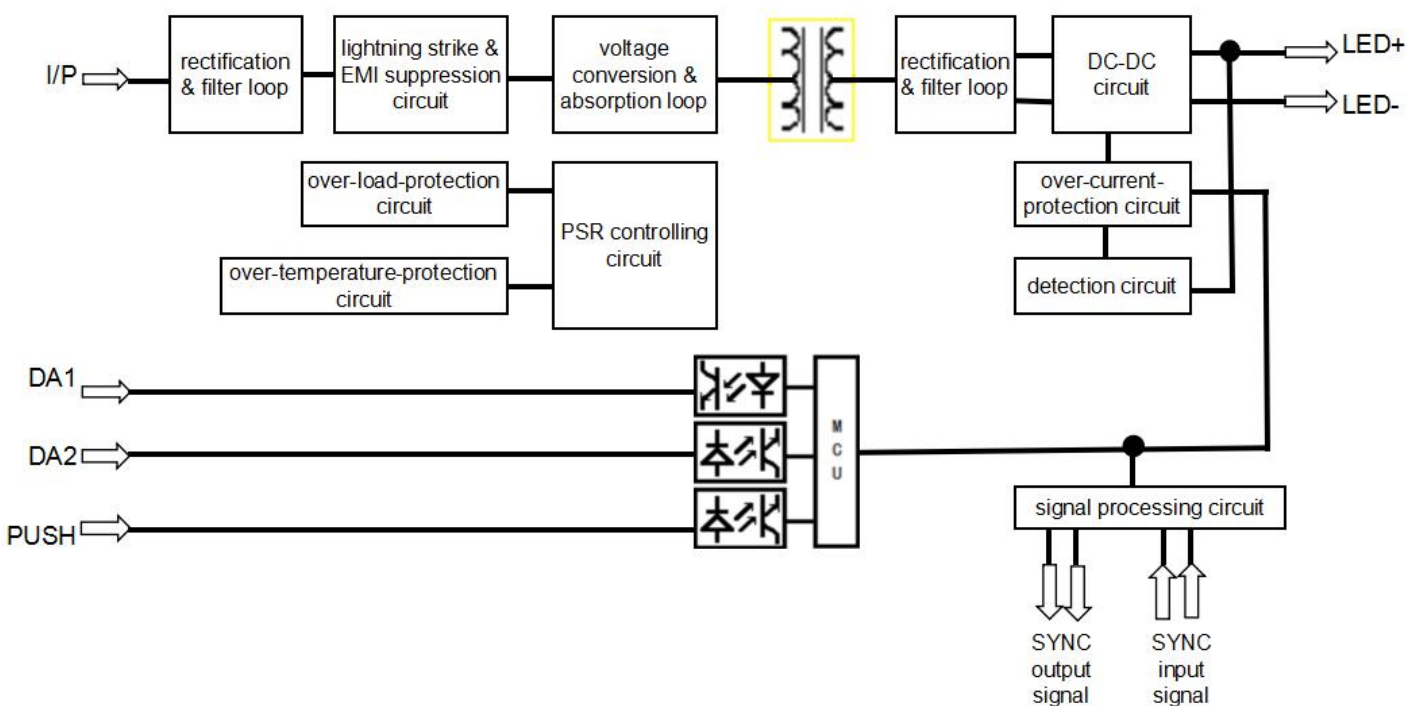 I/P
rectification
& filter loop
lightning strike &
EMI suppression
circuit
voltage
conversion &
absorption loop
rectification
& filter loop
DC-DC
circuit
LED+
LED-
over-load-protection
circuit
over-temperature-protection
circuit
PSR controlling
circuit
over-current-
protection circuit
detection circuit
DA1
DA2
PUSH
M
C
U
signal processing circuit
SYNC
output
signal
SYNC
input
signal